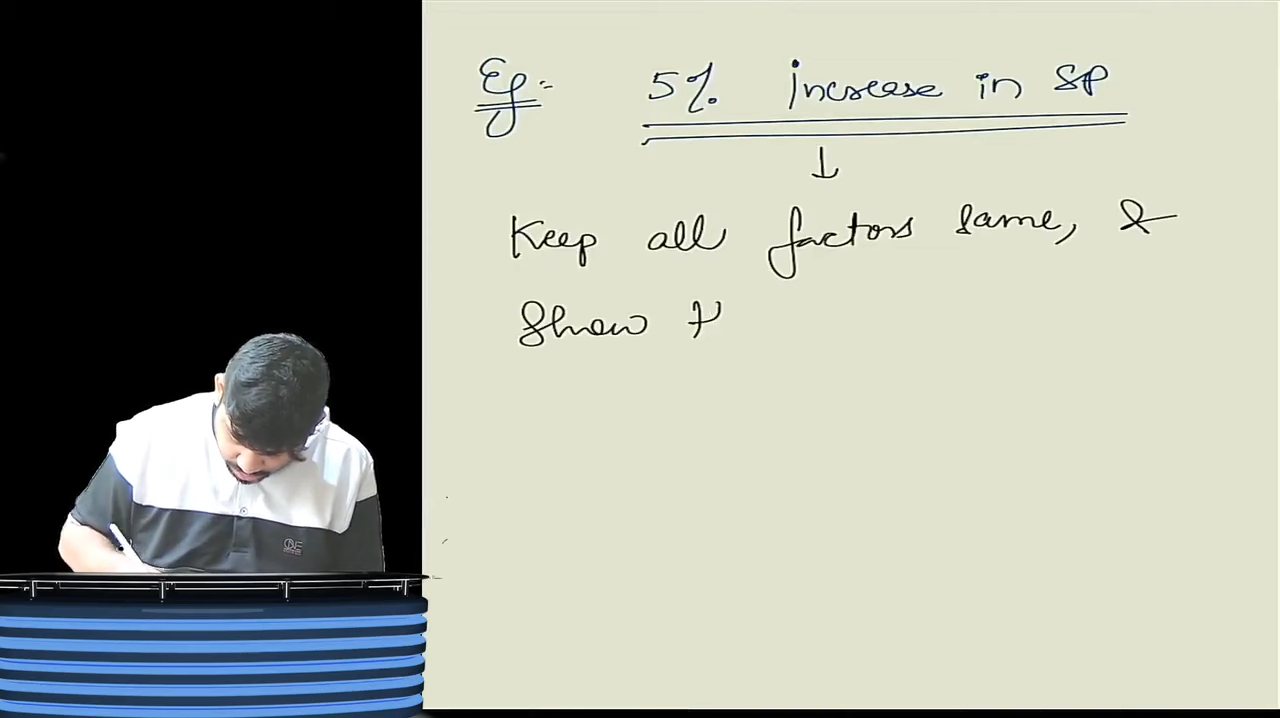 Eg:-
5% increase in SP
↓
Keep all factors same, &
Show